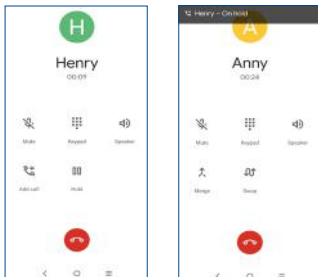 H
Henry
00:09
Mute
Keypad
Speaker
Add call
Hold
Henry – On hold
A
Anny
00:24
Mute
Keypad
Speaker
Merge
Swap